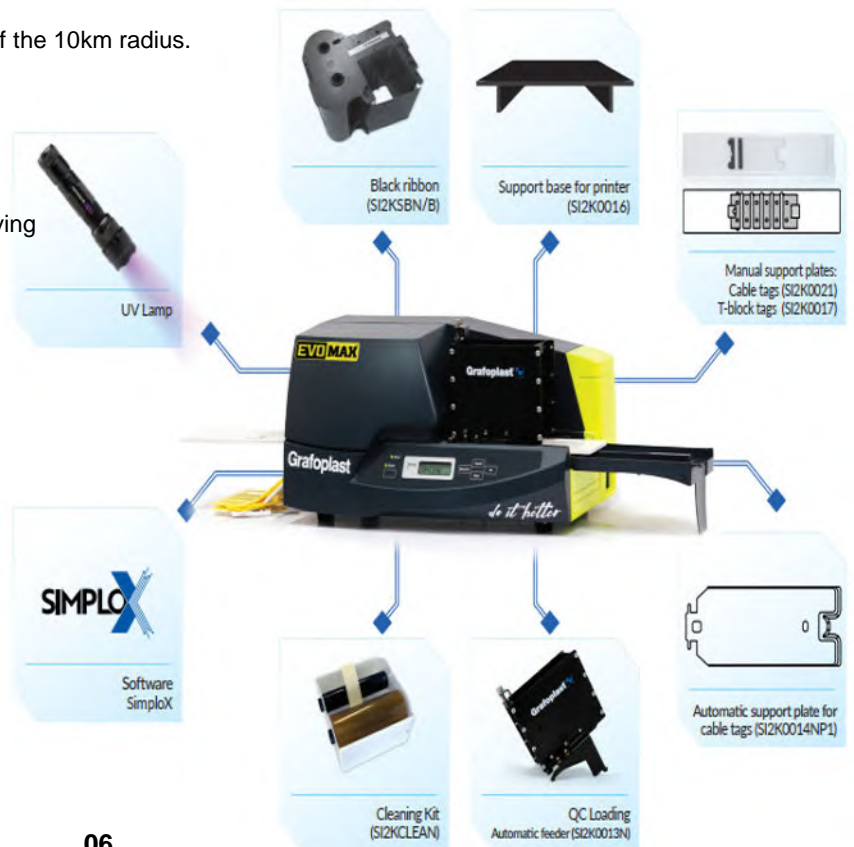 f the 10km radius.
ving
Black ribbon
(SI2KSBN/B)
Support base for printer
(SI2K0016)
Manual support plates:
Cable tags (SI2K0021)
T-block tags (SI2K0017)
UV Lamp
EVOMAX
Grafoplast
Grafoplast
do it better
SIMPLOX
Software
SimploX
Cleaning Kit
(SI2KCLEAN)
Grafoplast
QC Loading
Automatic feeder (SI2K0013N)
Automatic support plate for
cable tags (SI2K0014NP1)
06